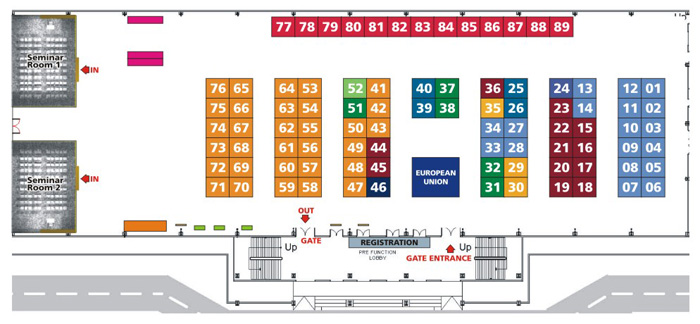 77 78 79 80 81 82 83 84 85 86 87 88 89
Seminar
Room 1
IN
76 65 64 53 52 41 40 37 36 25 24 13 12 01
75 66 63 54 51 42 39 38 35 26 23 14 11 02
74 67 62 55 50 43 34 27 22 15 10 03
73 68 61 56 49 44 33 28 21 16 09 04
72 69 60 57 48 45 32 29 20 17 08 05
71 70 59 58 47 46 31 30 19 18 07 06
EUROPEAN
UNION
Seminar
Room 2
IN
OUT
GATE
REGISTRATION
PRE FUNCTION
LOBBY
GATE ENTRANCE
Up
Up